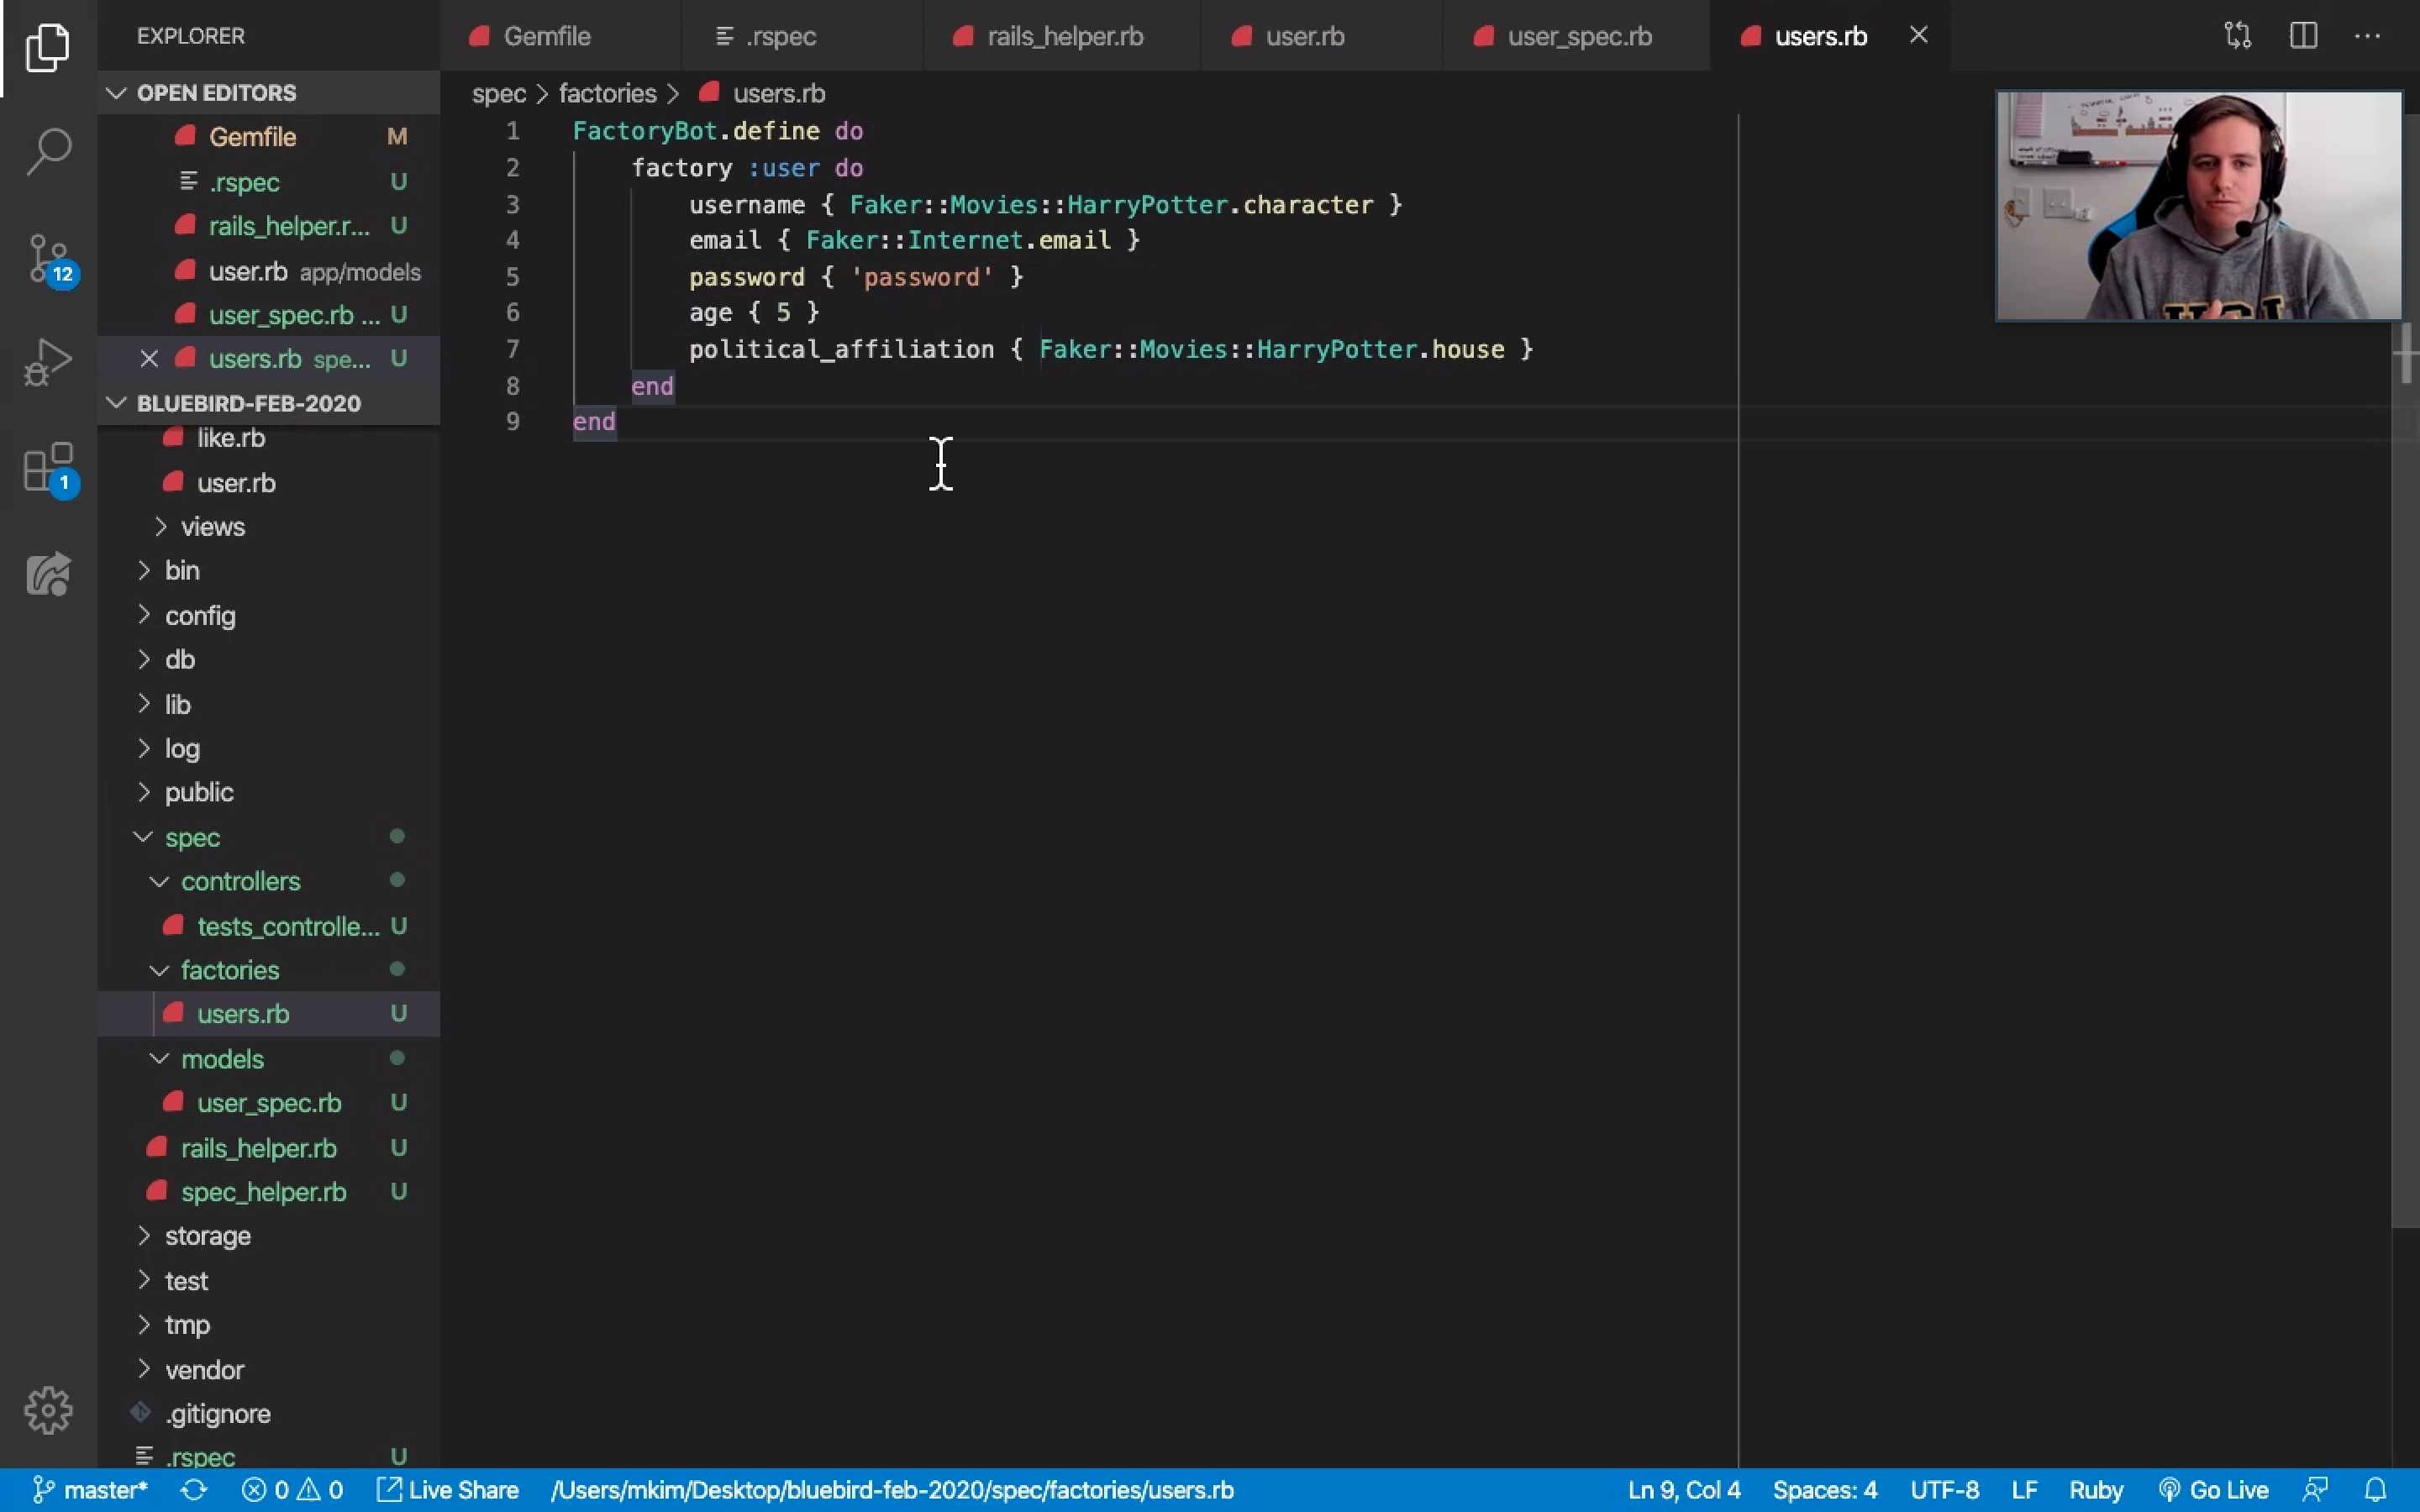 EXPLORER
OPEN EDITORS
Gemfile M
.rspec U
rails_helper.r... U
user.rb app/models
user_spec.rb ... U
users.rb spe... U
BLUEBIRD-FEB-2020
like.rb
user.rb
views
bin
config
db
lib
log
public
spec
controllers
tests_controlle... U
factories
users.rb U
models
user_spec.rb U
rails_helper.rb U
spec_helper.rb U
storage
test
tmp
vendor
.gitignore
.rspec U
12
1
Gemfile .rspec rails_helper.rb user.rb user_spec.rb users.rb
spec > factories > users.rb
1 FactoryBot.define do
2 factory :user do
3 username { Faker::Movies::HarryPotter.character }
4 email { Faker::Internet.email }
5 password { 'password' }
6 age { 5 }
7 political_affiliation { Faker::Movies::HarryPotter.house }
8 end
9 end
master* 0 0 Live Share /Users/mkim/Desktop/bluebird-feb-2020/spec/factories/users.rb Ln 9, Col 4 Spaces: 4 UTF-8 LF Ruby Go Live